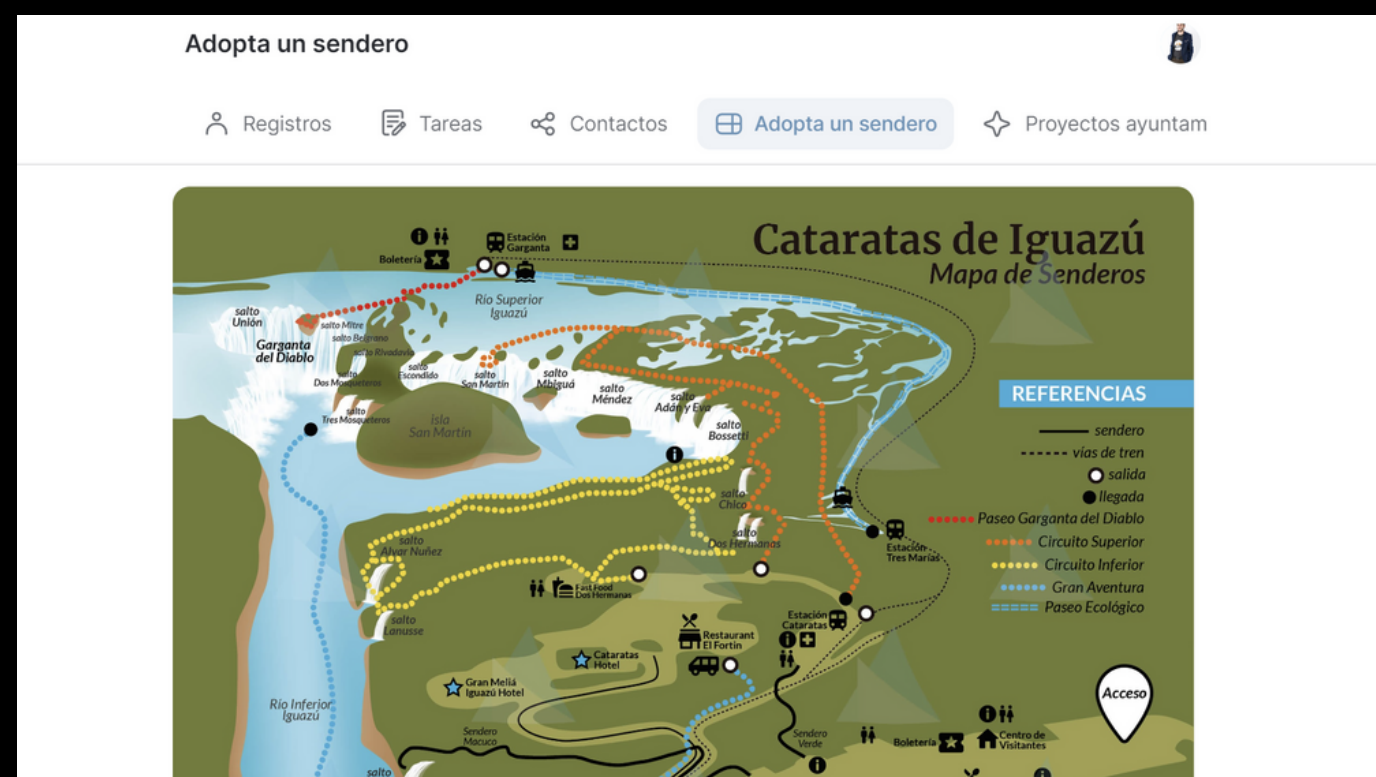 Adopta un sendero
Registros
Tareas
Contactos
Adopta un sendero
Proyectos ayuntam
Cataratas de Iguazú
Mapa de Senderos
Estación
Garganta
Boletería
Río Superior
Iguazú
salto
Unión
Garganta
del Diablo
salto Mitre
salto Belgrano
salto Rivadavia
salto
Dos Mosqueteros
salto
Escondido
salto
San Martín
salto
Mbiguá
salto
Méndez
salto
Adán y Eva
salto
Bossetti
salto
Tres Mosqueteros
isla
San Martín
REFERENCIAS
sendero
vías de tren
salida
llegada
Paseo Garganta del Diablo
Circuito Superior
Circuito Inferior
Gran Aventura
Paseo Ecológico
salto
Chico
salto
Dos Hermanas
salto
Alvar Nuñez
Estación
Tres Marías
Fast Food
Dos Hermanas
salto
Lanusse
Estación
Cataratas
Restaurant
El Fortín
Cataratas
Hotel
Gran Meliá
Iguazú Hotel
Acceso
Río Inferior
Iguazú
Sendero
Macuco
Sendero
Verde
Boletería
Centro de
Visitantes
salto